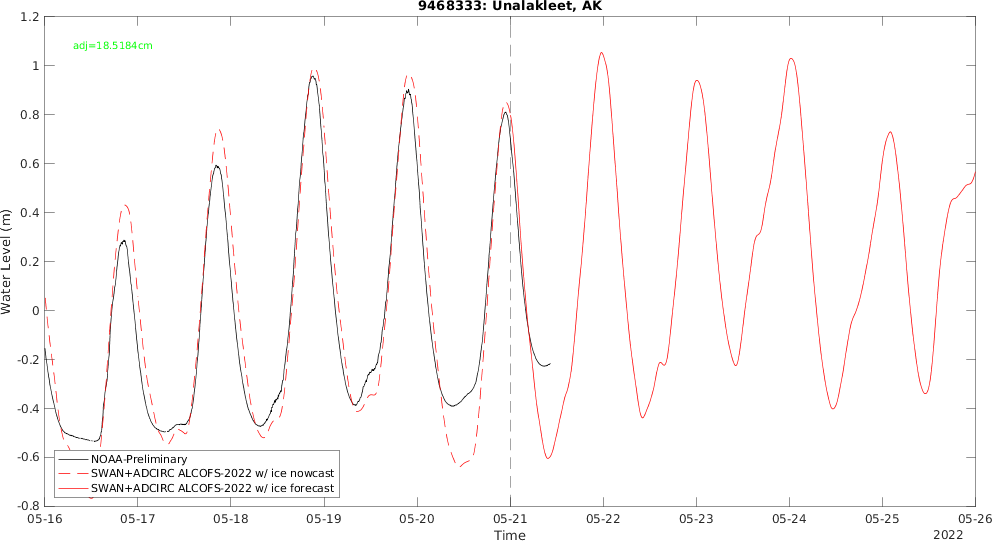 9468333: Unalakleet, AK
adj=18.5184cm
Water Level (m)
1.2
1
0.8
0.6
0.4
0.2
0
-0.2
-0.4
-0.6
-0.8
NOAA-Preliminary
SWAN+ADCIRC ALCOFS-2022 w/ ice nowcast
SWAN+ADCIRC ALCOFS-2022 w/ ice forecast
05-16 05-17 05-18 05-19 05-20 05-21 05-22 05-23 05-24 05-25 05-26
Time
2022